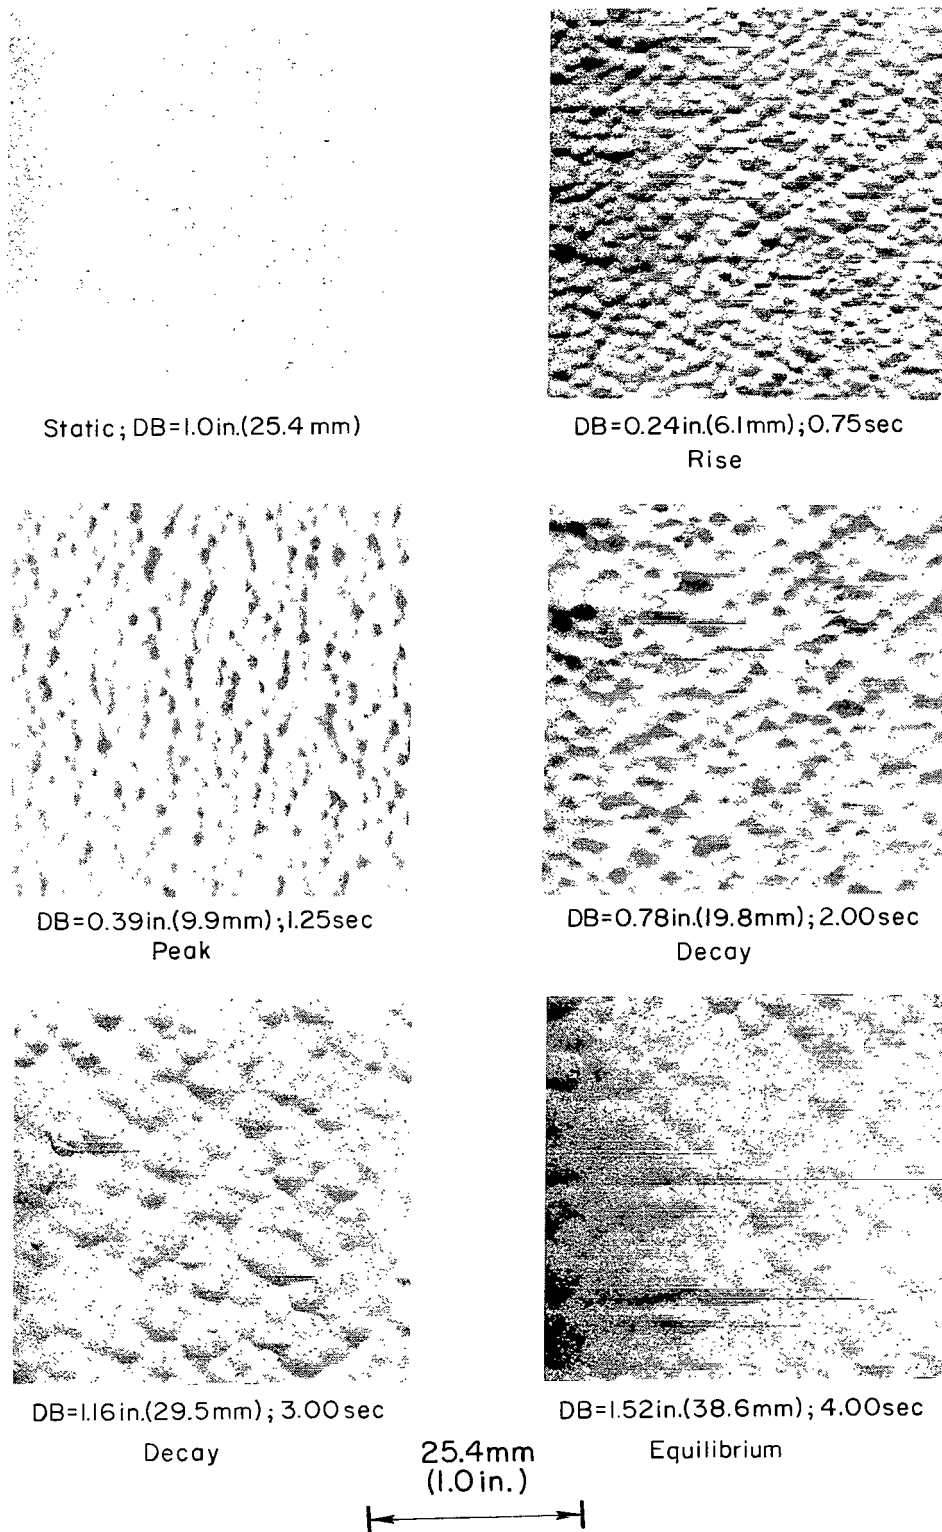 Static; DB=1.0in.(25.4 mm)
DB=0.24in.(6.1mm); 0.75sec
Rise
DB=0.39in.(9.9mm); 1.25sec
Peak
DB=0.78in.(19.8mm); 2.00sec
Decay
DB=1.16in.(29.5mm); 3.00sec
Decay
DB=1.52in.(38.6mm); 4.00sec
Equilibrium
25.4mm
(1.0in.)